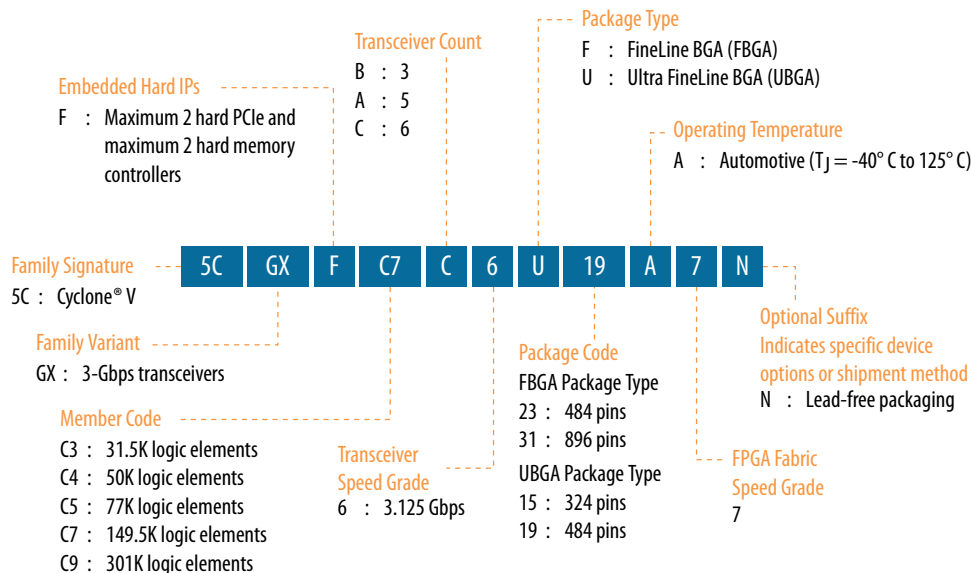 Package Type
F : FineLine BGA (FBGA)
U : Ultra FineLine BGA (UBGA)
Transceiver Count
B : 3
A : 5
C : 6
Embedded Hard IPs
F : Maximum 2 hard PCIe and
maximum 2 hard memory
controllers
Operating Temperature
A : Automotive (TJ = -40° C to 125° C)
5C GX F C7 C 6 U 19 A 7 N
Family Signature
5C : Cyclone® V
Family Variant
GX : 3-Gbps transceivers
Member Code
C3 : 31.5K logic elements
C4 : 50K logic elements
C5 : 77K logic elements
C7 : 149.5K logic elements
C9 : 301K logic elements
Transceiver
Speed Grade
6 : 3.125 Gbps
Package Code
FBGA Package Type
23 : 484 pins
31 : 896 pins
UBGA Package Type
15 : 324 pins
19 : 484 pins
FPGA Fabric
Speed Grade
7
Optional Suffix
Indicates specific device
options or shipment method
N : Lead-free packaging